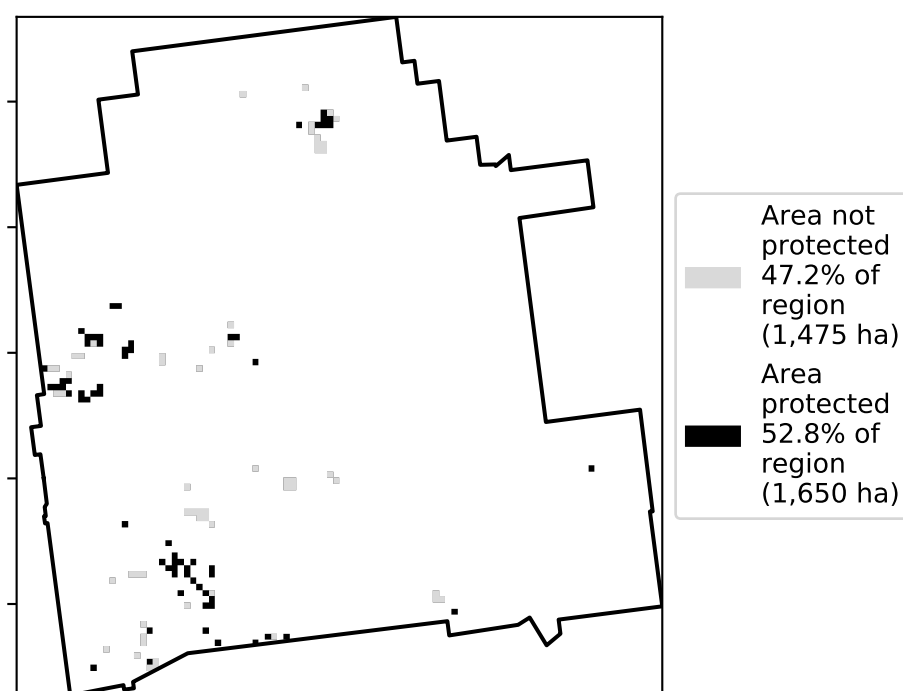 Area not
protected
47.2% of
region
(1,475 ha)
Area
protected
52.8% of
region
(1,650 ha)